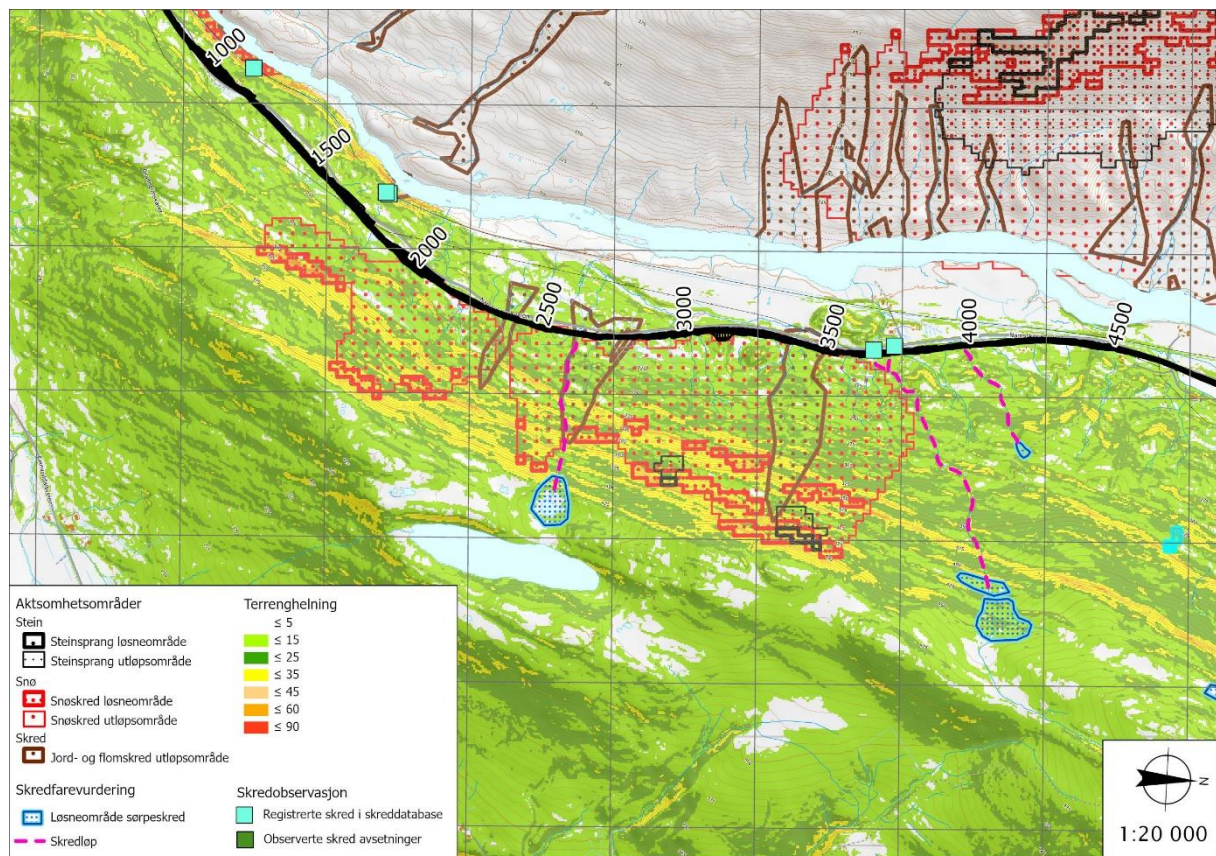 1000
1500
2000
2500
3000
3500
4000
4500
Aktsomhetsområder
Stein
Steinsprang løsneområde
Steinsprang utløpsområde
Snø
Snøskred løsneområde
Snøskred utløpsområde
Skred
Jord- og flomskred utløpsområde
Skredfarevurdering
Løsneområde sørpeskred
Skredløp
Terrenghelning
≤ 5
≤ 15
≤ 25
≤ 35
≤ 45
≤ 60
≤ 90
Skredobservasjon
Registrerte skred i skreddatabase
Observerte skred avsetninger
N
1:20 000